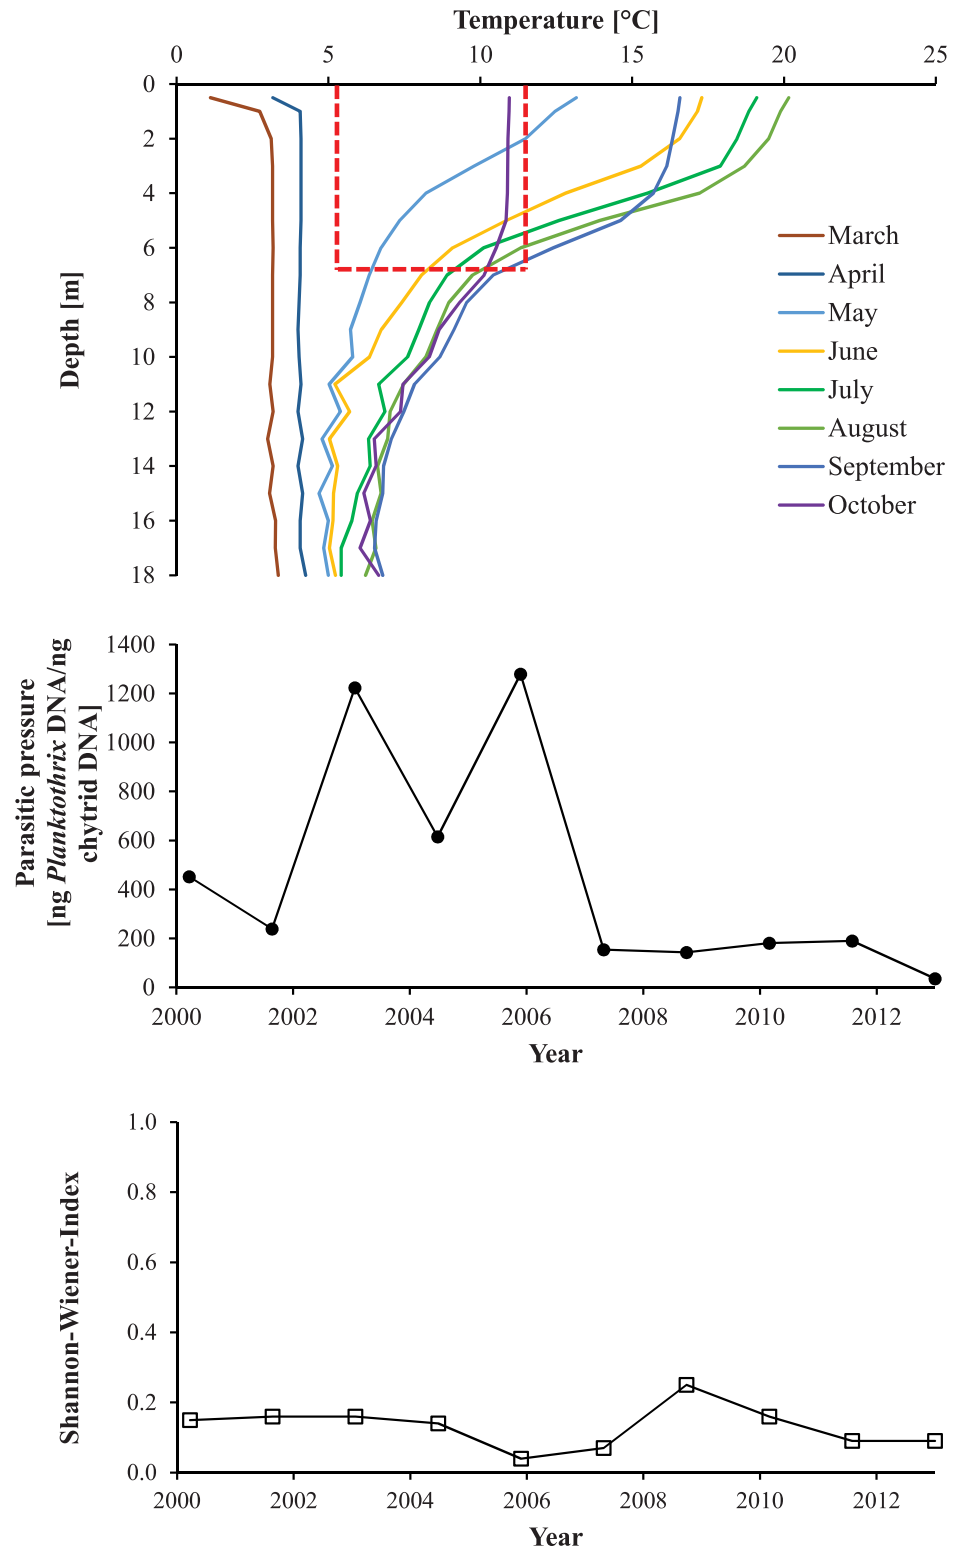 Temperature [°C]
0 5 10 15 20 25
0
2
4
6
8
10
12
14
16
18
Depth [m]
March
April
May
June
July
August
September
October
Parasitic pressure
[ng Planktothrix DNA/ng
chytrid DNA]
1400
1200
1000
800
600
400
200
0
2000 2002 2004 2006 2008 2010 2012
Year
Shannon-Wiener-Index
1.0
0.8
0.6
0.4
0.2
0.0
2000 2002 2004 2006 2008 2010 2012
Year